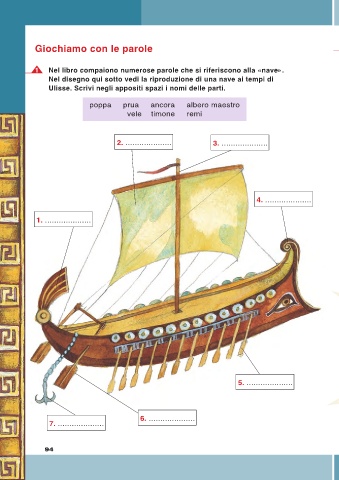 Giochiamo con le parole
1 Nel libro compaiono numerose parole che si riferiscono alla «nave».
Nel disegno qui sotto vedi la riproduzione di una nave ai tempi di
Ulisse. Scrivi negli appositi spazi i nomi delle parti.
poppa prua ancora albero maestro
vele timone remi
2. ....................
3. ....................
4. ....................
1. ....................
5. ....................
6. ....................
7. ....................
94